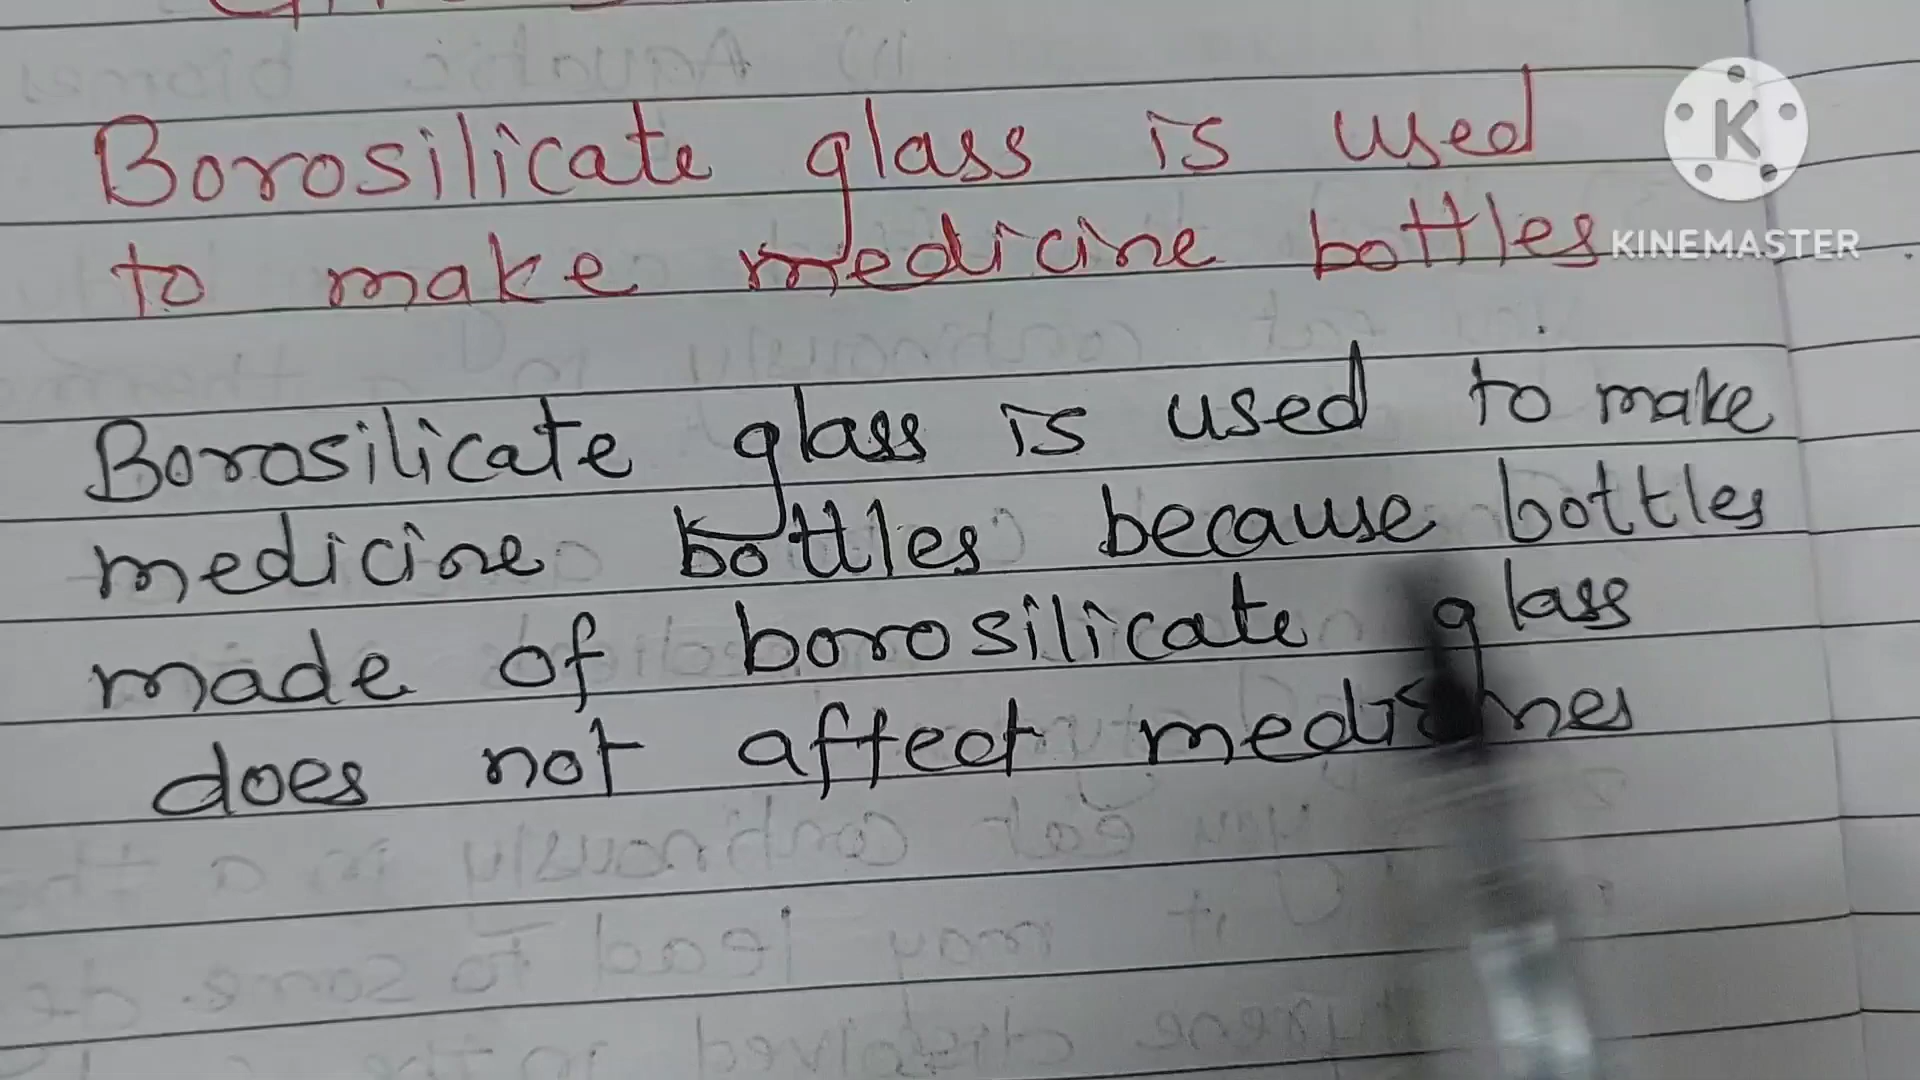 Borosilicate glass is used
to make medicine bottles
KINEMASTER
Borosilicate glass is used to make
medicine bottles because bottles
made of borosilicate glass
does not affect medicines